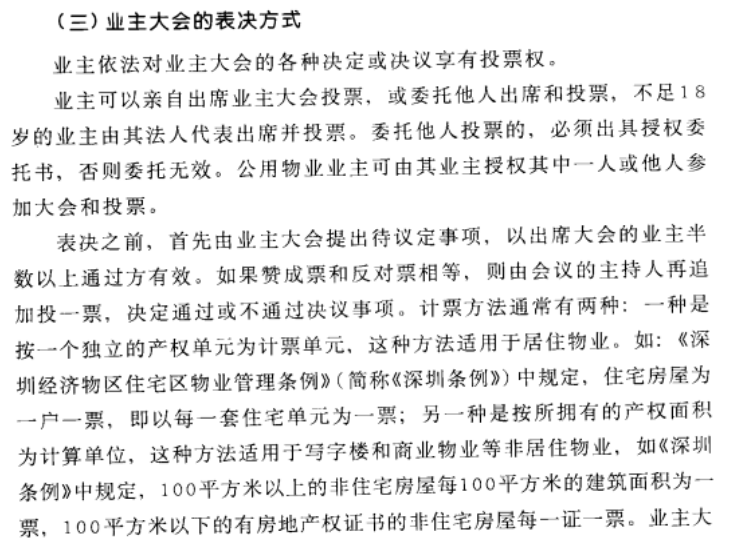 （三）业主大会的表决方式
业主依法对业主大会的各种决定或决议享有投票权。
业主可以亲自出席业主大会投票，或委托他人出席和投票，不足18
岁的业主由其法人代表出席并投票。委托他人投票的，必须出具授权委
托书，否则委托无效。公用物业业主可由其业主授权其中一人或他人参
加大会和投票。
表决之前，首先由业主大会提出待议定事项，以出席大会的业主半
数以上通过方有效。如果赞成票和反对票相等，则由会议的主持人再追
加投一票，决定通过或不通过决议事项。计票方法通常有两种：一种是
按一个独立的产权单元为计票单元，这种方法适用于居住物业。如：《深
圳经济物区住宅区物业管理条例》（简称《深圳条例》）中规定，住宅房屋为
一户一票，即以每一套住宅单元为一票；另一种是按所拥有的产权面积
为计算单位，这种方法适用于写字楼和商业物业等非居住物业，如《深圳
条例》中规定，100平方米以上的非住宅房屋每100平方米的建筑面积为一
票，100平方米以下的有房地产权证书的非住宅房屋每一证一票。业主大